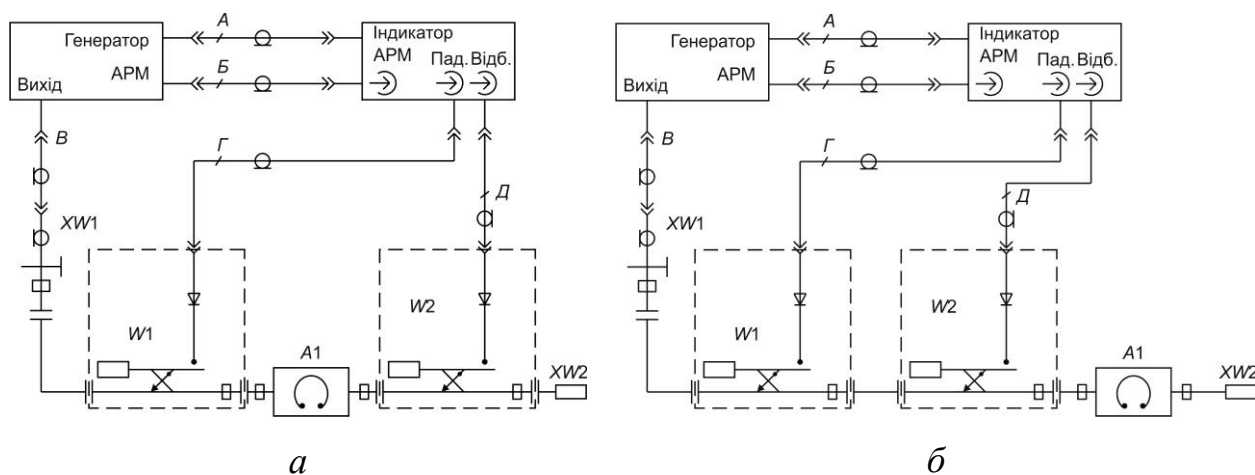 А
Генератор
АРМ
Вихід
Б
Індикатор
АРМ
Пад.
Відб.
В
Г
Д
XW1
W1
W2
A1
XW2
а
А
Генератор
АРМ
Вихід
Б
Індикатор
АРМ
Пад.
Відб.
В
Г
Д
XW1
W1
W2
A1
XW2
б